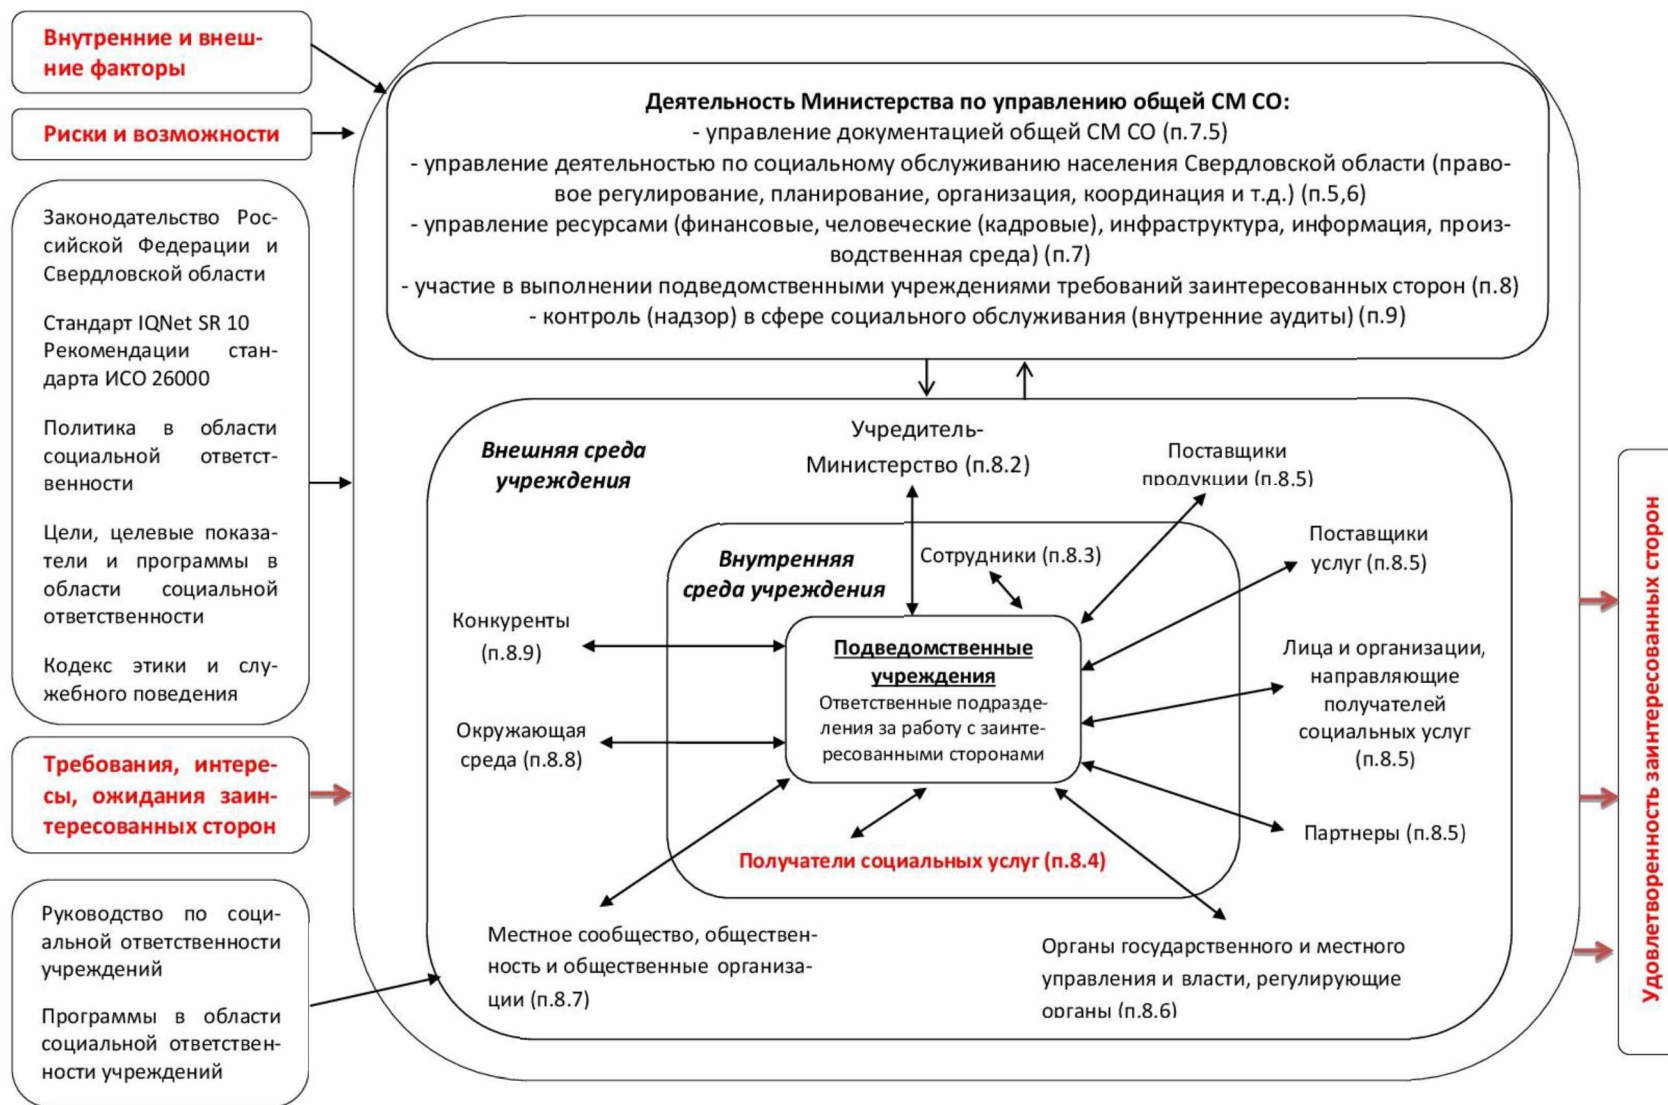 Внутренние и внеш-
ние факторы
Риски и возможности
Законодательство Рос-
сийской Федерации и
Свердловской области
Стандарт IQNet SR 10
Рекомендации стан-
дарта ИСО 26000
Политика в области
социальной ответст-
венности
Цели, целевые показа-
тели и программы в
области социальной
ответственности
Кодекс этики и слу-
жебного поведения
Требования, интере-
сы, ожидания заин-
тересованных сторон
Руководство по соци-
альной ответственности
учреждений
Программы в области
социальной ответствен-
ности учреждений
Деятельность Министерства по управлению общей СМ СО:
- управление документацией общей СМ СО (п.7.5)
- управление деятельностью по социальному обслуживанию населения Свердловской области (право-
вое регулирование, планирование, организация, координация и т.д.) (п.5,6)
- управление ресурсами (финансовые, человеческие (кадровые), инфраструктура, информация, произ-
водственная среда) (п.7)
- участие в выполнении подведомственными учреждениями требований заинтересованных сторон (п.8)
- контроль (надзор) в сфере социального обслуживания (внутренние аудиты) (п.9)
Внешняя среда
учреждения
Учредитель-
Министерство (п.8.2)
Поставщики
продукции (п.8.5)
Поставщики
услуг (п.8.5)
Внутренняя
среда учреждения
Сотрудники (п.8.3)
Конкуренты
(п.8.9)
Подведомственные
учреждения
Ответственные подразде-
ления за работу с заинте-
ресованными сторонами
Лица и организации,
направляющие
получателей
социальных услуг
(п.8.5)
Окружающая
среда (п.8.8)
Партнеры (п.8.5)
Получатели социальных услуг (п.8.4)
Местное сообщество, обществен-
ность и общественные организа-
ции (п.8.7)
Органы государственного и местного
управления и власти, регулирующие
органы (п.8.6)
Удовлетворенность заинтересованных сторон